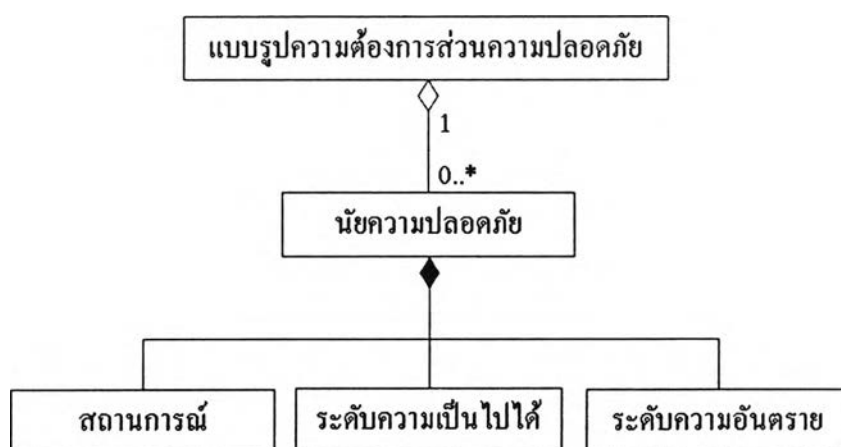 แบบรูปความต้องการส่วนความปลอดภัย
1
0..*
นัยความปลอดภัย
สถานการณ์
ระดับความเป็นไปได้
ระดับความอันตราย